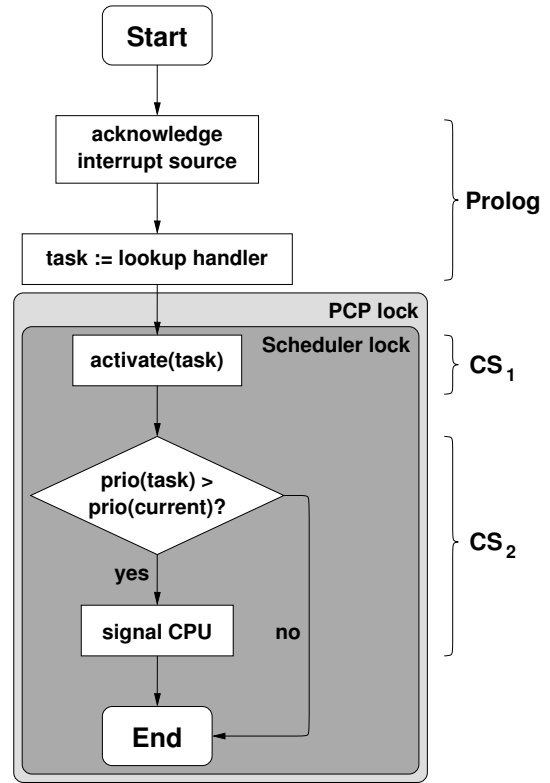 Start
acknowledge
interrupt source
Prolog
task := lookup handler
PCP lock
Scheduler lock
activate(task)
CS1
prio(task) >
prio(current)?
CS2
yes
signal CPU
no
End